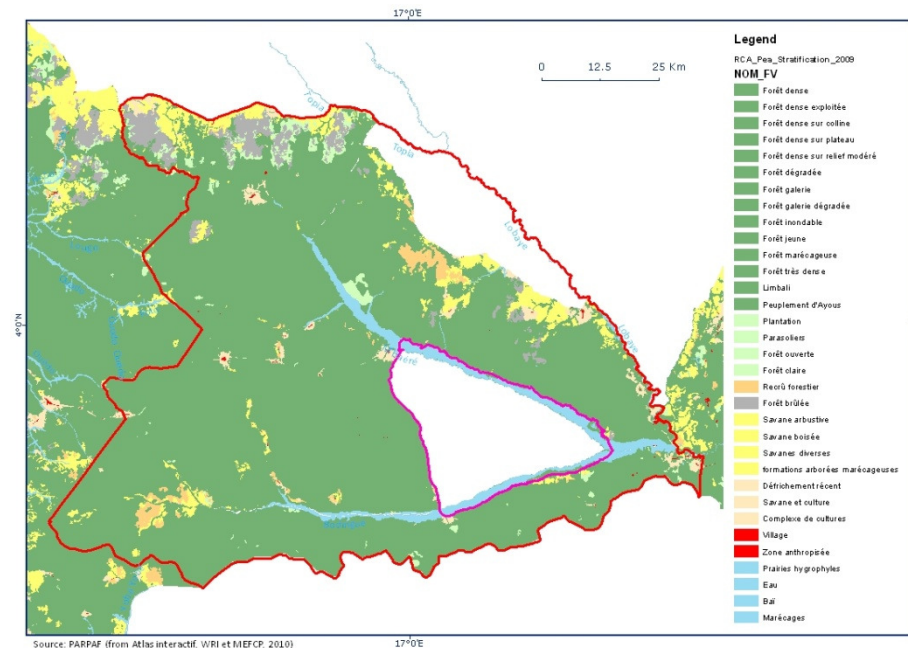 17°0'E
0 12.5 25 Km
Topia
Topia
Lobaye
Lobaye
4°0'N
Legend
RCA_Pea_Stratification_2009
NOM_FV
Forêt dense
Forêt dense exploitée
Forêt dense sur colline
Forêt dense sur plateau
Forêt dense sur relief modéré
Forêt dégradée
Forêt galerie
Forêt galerie dégradée
Forêt inondable
Forêt jeune
Forêt marécageuse
Forêt très dense
Limbali
Peuplement d'Ayous
Plantation
Parasoliers
Forêt ouverte
Forêt claire
Recrû forestier
Forêt brûlée
Savane arbustive
Savane boisée
Savanes diverses
formations arborées marécageuses
Défrichement récent
Savane et culture
Complexe de cultures
Village
Zone anthropisée
Prairies hygrophyles
Eau
Baï
Marécages
Source: PARPAF (from Atlas interactif, WRI et MEFCP, 2010)
17°0'E